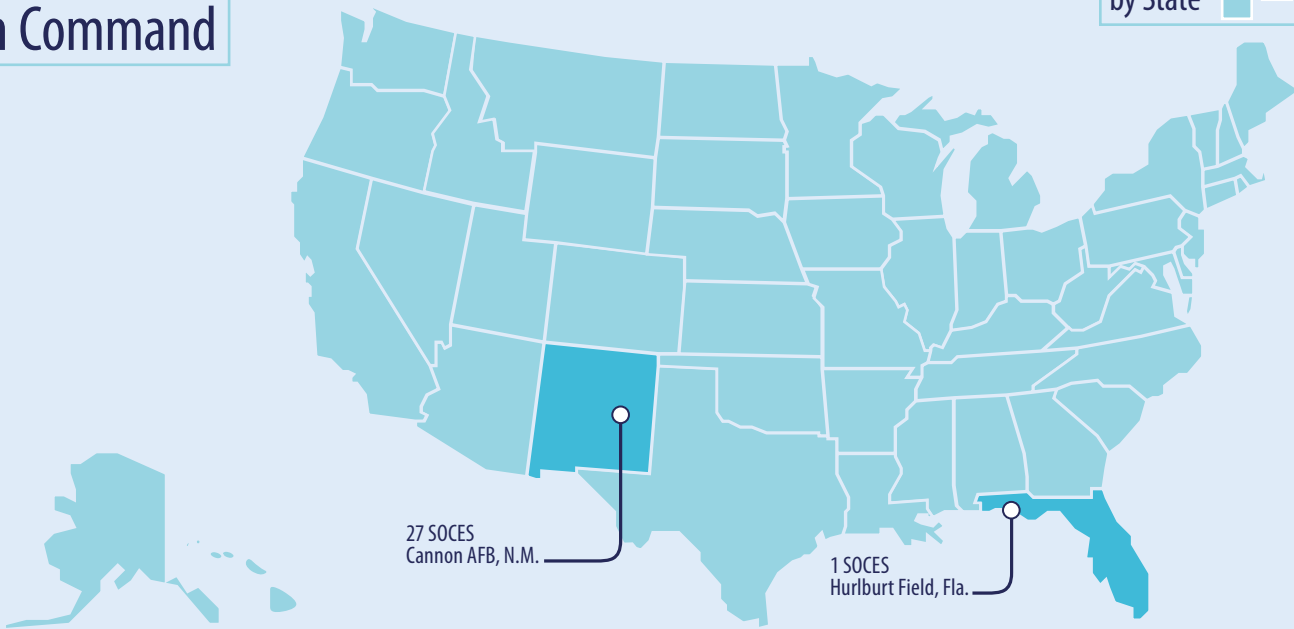 Command
by State
27 SOCES
Cannon AFB, N.M.
1 SOCES
Hurlburt Field, Fla.